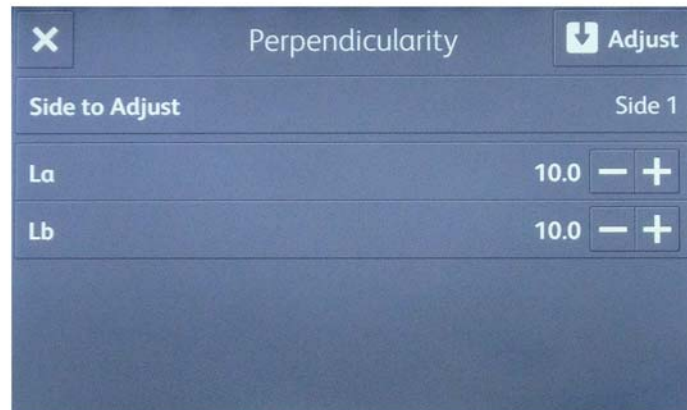 Perpendicularity
Adjust
Side to Adjust Side 1
La 10.0
Lb 10.0